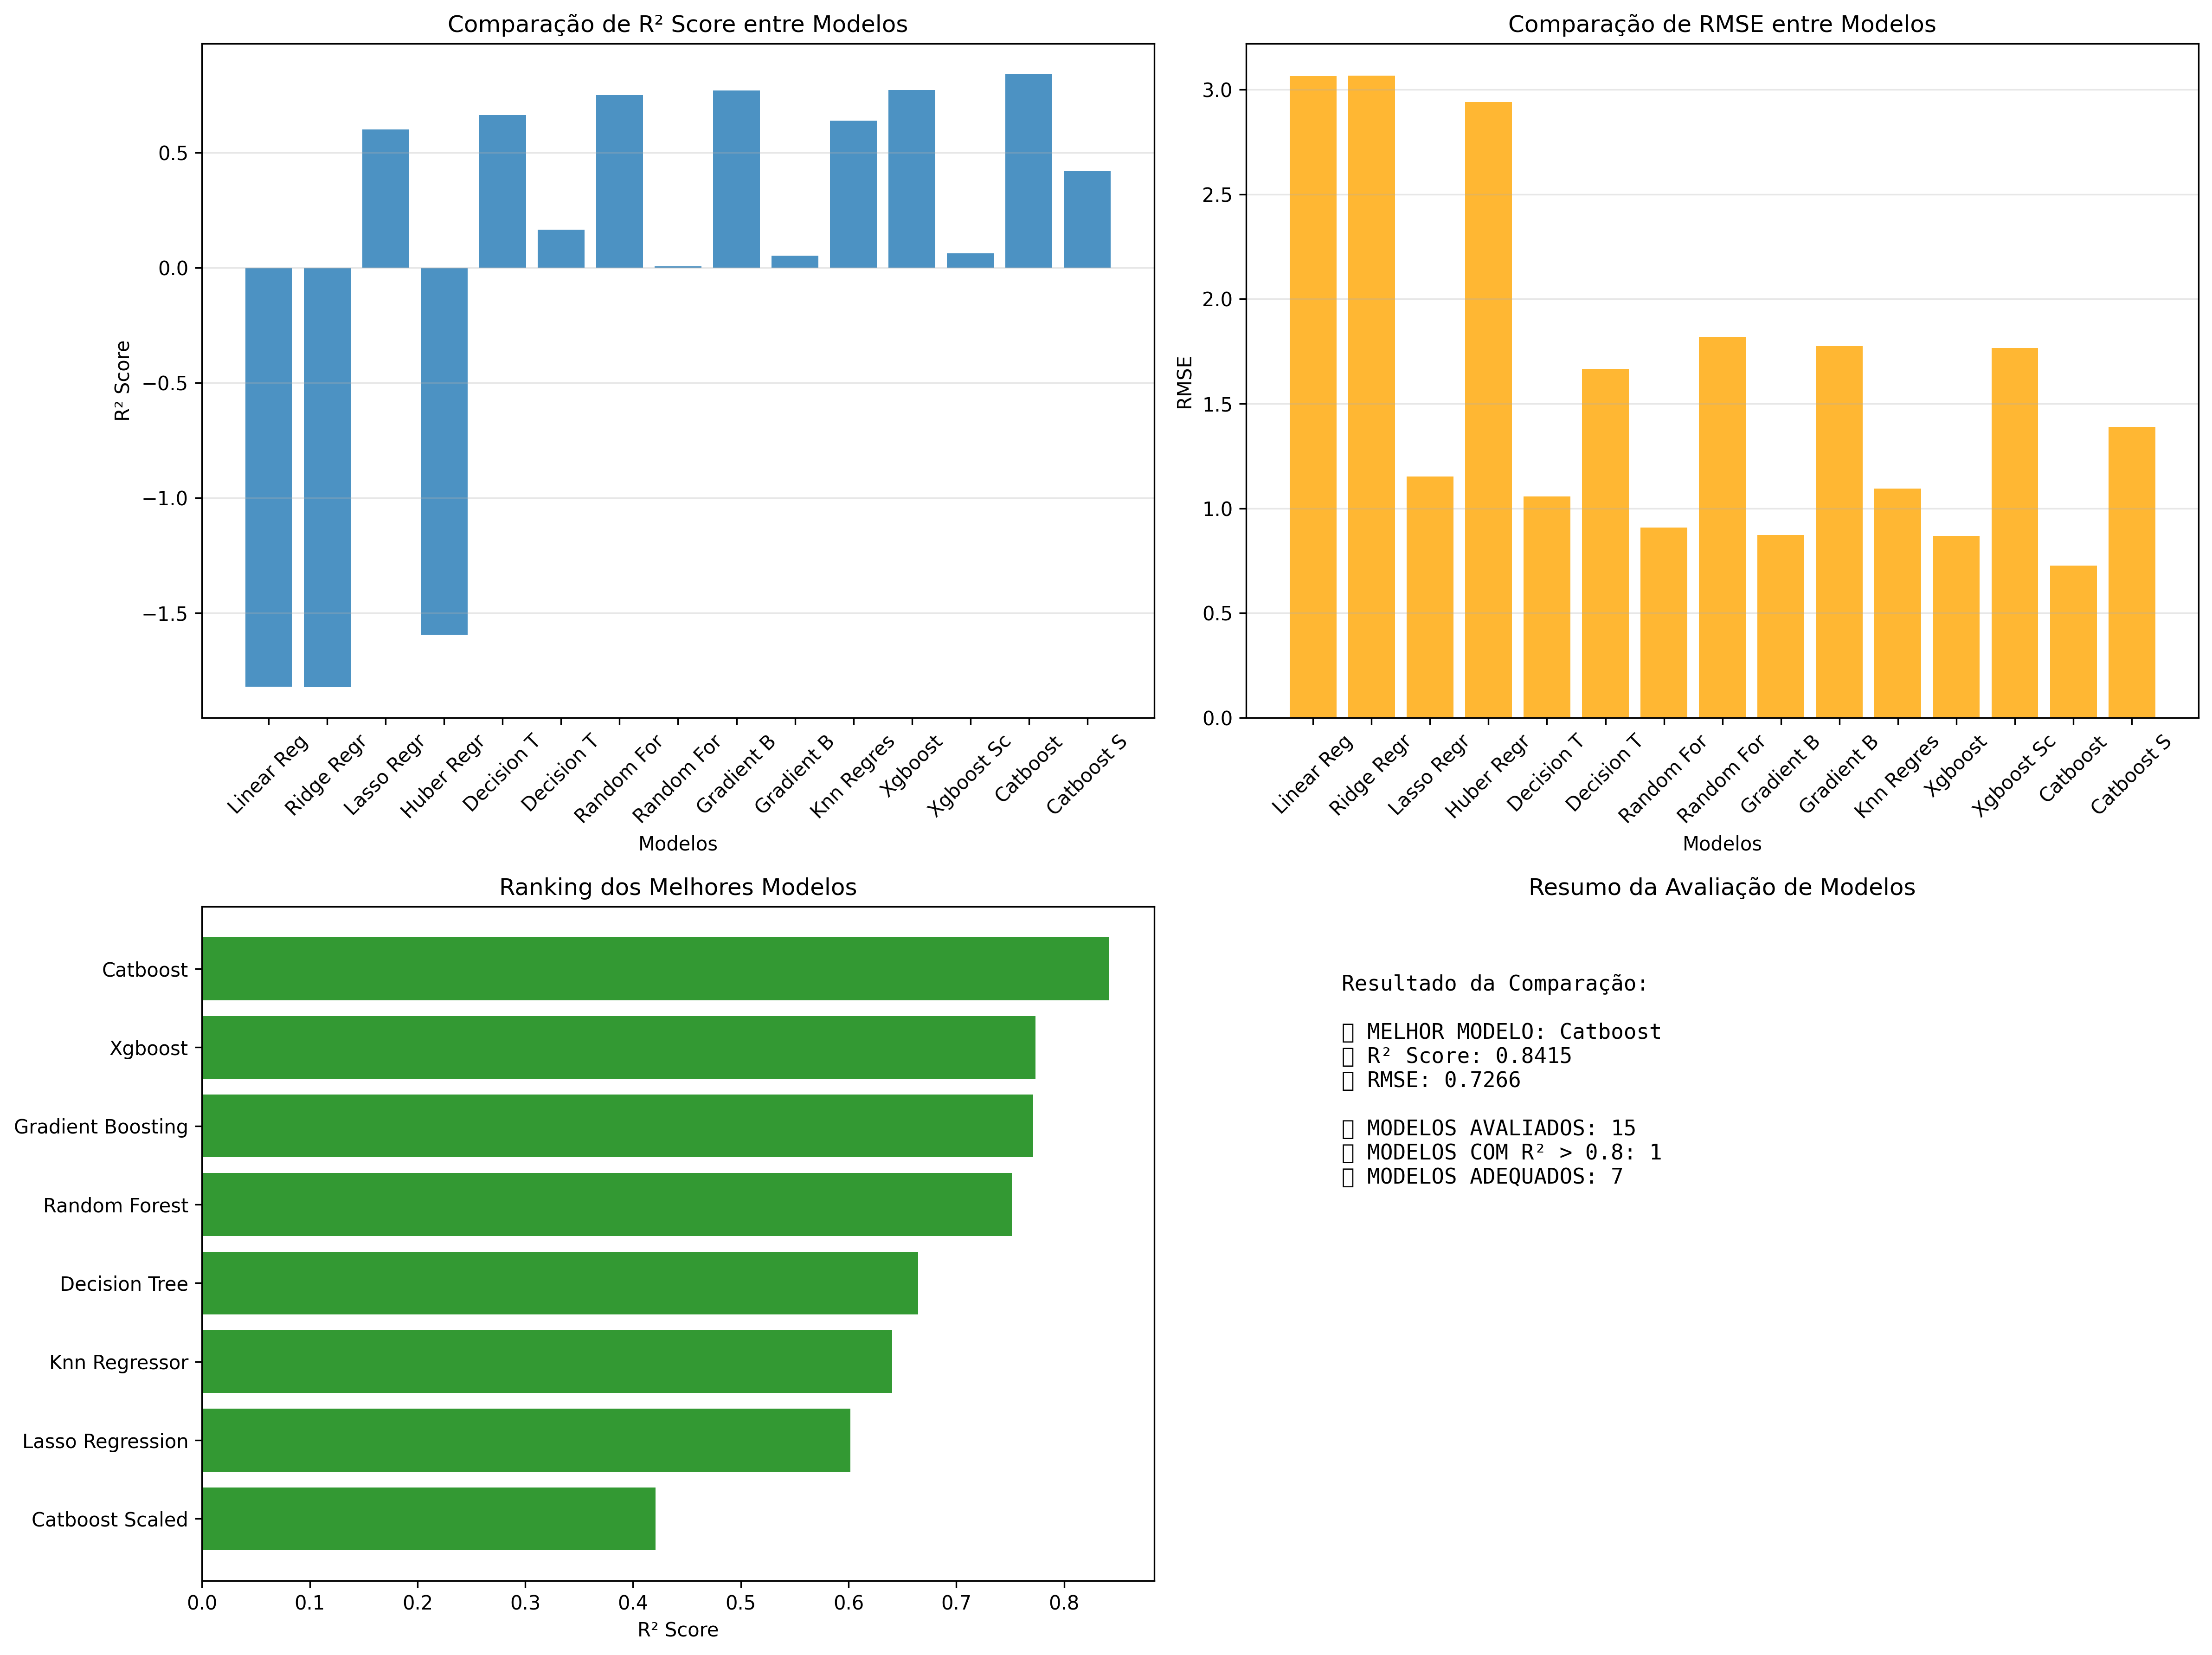 Comparação de R² Score entre Modelos
R² Score
0.5
0.0
−0.5
−1.0
−1.5
Linear Reg
Ridge Regr
Lasso Regr
Huber Regr
Decision T
Decision T
Random For
Random For
Gradient B
Gradient B
Knn Regres
Xgboost
Xgboost Sc
Catboost
Catboost S
Modelos
Comparação de RMSE entre Modelos
RMSE
3.0
2.5
2.0
1.5
1.0
0.5
0.0
Linear Reg
Ridge Regr
Lasso Regr
Huber Regr
Decision T
Decision T
Random For
Random For
Gradient B
Gradient B
Knn Regres
Xgboost
Xgboost Sc
Catboost
Catboost S
Modelos
Ranking dos Melhores Modelos
Catboost
Xgboost
Gradient Boosting
Random Forest
Decision Tree
Knn Regressor
Lasso Regression
Catboost Scaled
0.0 0.1 0.2 0.3 0.4 0.5 0.6 0.7 0.8
R² Score
Resumo da Avaliação de Modelos
Resultado da Comparação:
MELHOR MODELO: Catboost
R² Score: 0.8415
RMSE: 0.7266
MODELOS AVALIADOS: 15
MODELOS COM R² > 0.8: 1
MODELOS ADEQUADOS: 7